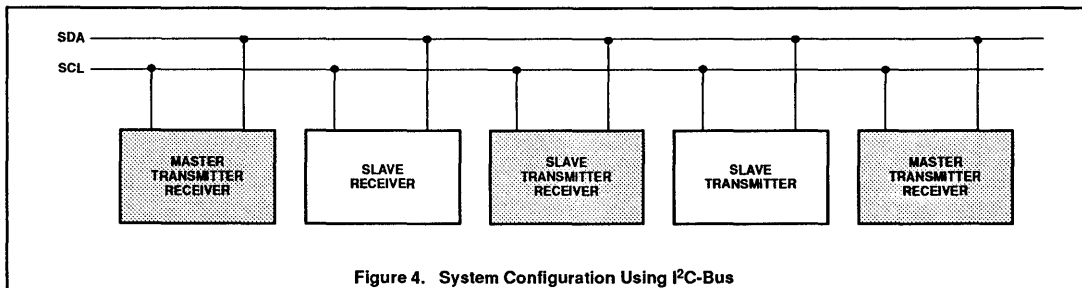 SDA
SCL
MASTER
TRANSMITTER
RECEIVER
SLAVE
RECEIVER
SLAVE
TRANSMITTER
RECEIVER
SLAVE
TRANSMITTER
MASTER
TRANSMITTER
RECEIVER
Figure 4. System Configuration Using I²C-Bus